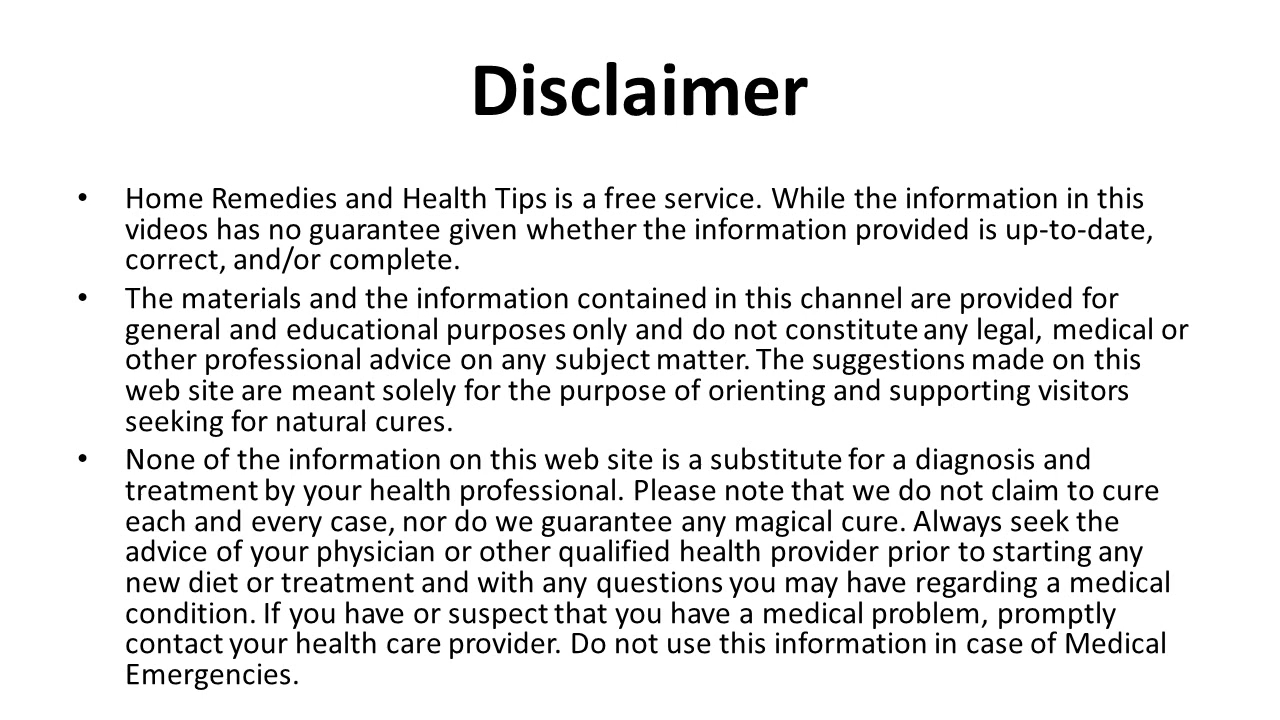 Disclaimer
• Home Remedies and Health Tips is a free service. While the information in this
videos has no guarantee given whether the information provided is up-to-date,
correct, and/or complete.
• The materials and the information contained in this channel are provided for
general and educational purposes only and do not constitute any legal, medical or
other professional advice on any subject matter. The suggestions made on this
web site are meant solely for the purpose of orienting and supporting visitors
seeking for natural cures.
• None of the information on this web site is a substitute for a diagnosis and
treatment by your health professional. Please note that we do not claim to cure
each and every case, nor do we guarantee any magical cure. Always seek the
advice of your physician or other qualified health provider prior to starting any
new diet or treatment and with any questions you may have regarding a medical
condition. If you have or suspect that you have a medical problem, promptly
contact your health care provider. Do not use this information in case of Medical
Emergencies.